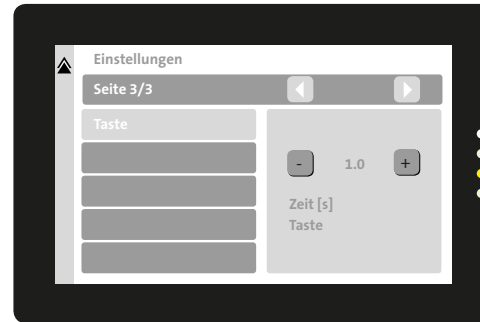 Einstellungen
Seite 3/3
Taste
- 1.0 +
Zeit [s]
Taste